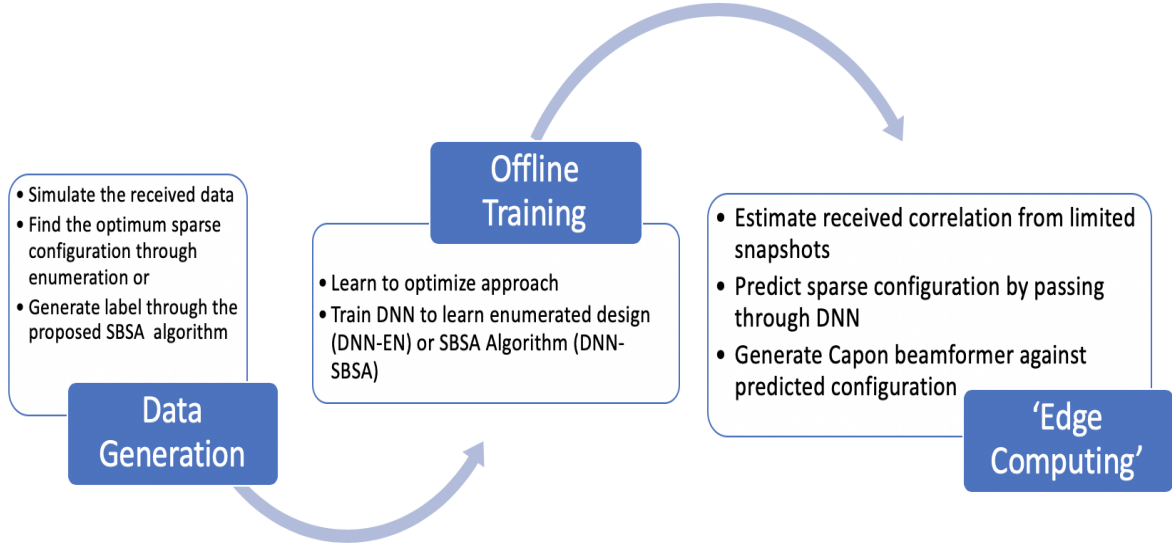 • Simulate the received data
• Find the optimum sparse
configuration through
enumeration or
• Generate label through the
proposed SBSA algorithm
Data
Generation
Offline
Training
• Learn to optimize approach
• Train DNN to learn enumerated design
(DNN-EN) or SBSA Algorithm (DNN-
SBSA)
• Estimate received correlation from limited
snapshots
• Predict sparse configuration by passing
through DNN
• Generate Capon beamformer against
predicted configuration
‘Edge
Computing’